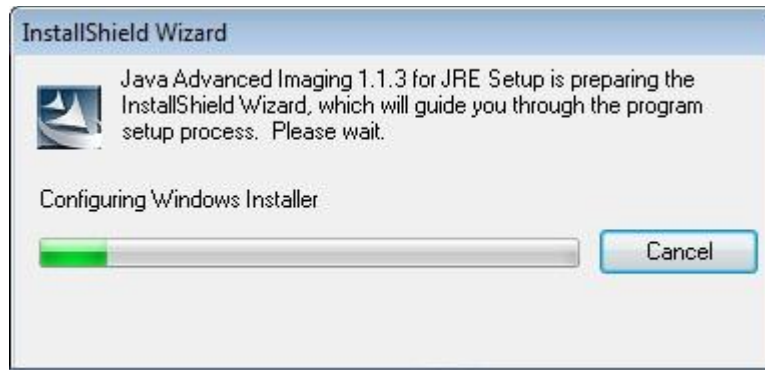 InstallShield Wizard
Java Advanced Imaging 1.1.3 for JRE Setup is preparing the
InstallShield Wizard, which will guide you through the program
setup process. Please wait.
Configuring Windows Installer
Cancel